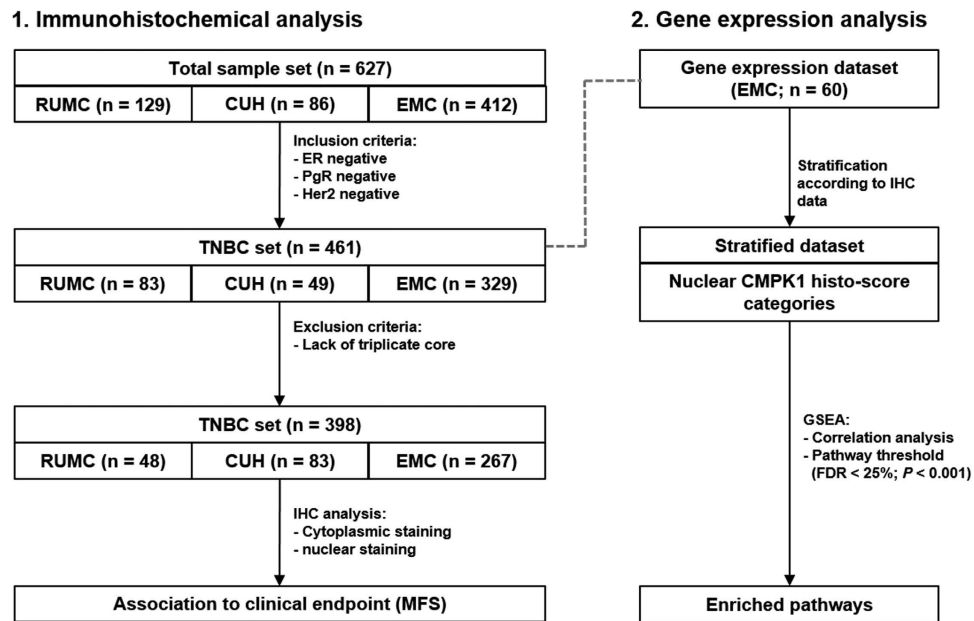 1. Immunohistochemical analysis
Total sample set (n = 627)
RUMC (n = 129)
CUH (n = 86)
EMC (n = 412)
Inclusion criteria:
- ER negative
- PgR negative
- Her2 negative
TNBC set (n = 461)
RUMC (n = 83)
CUH (n = 49)
EMC (n = 329)
Exclusion criteria:
- Lack of triplicate core
TNBC set (n = 398)
RUMC (n = 48)
CUH (n = 83)
EMC (n = 267)
IHC analysis:
- Cytoplasmic staining
- nuclear staining
Association to clinical endpoint (MFS)
2. Gene expression analysis
Gene expression dataset
(EMC; n = 60)
Stratification
according to IHC
data
Stratified dataset
Nuclear CMPK1 histo-score
categories
GSEA:
- Correlation analysis
- Pathway threshold
(FDR < 25%; P < 0.001)
Enriched pathways